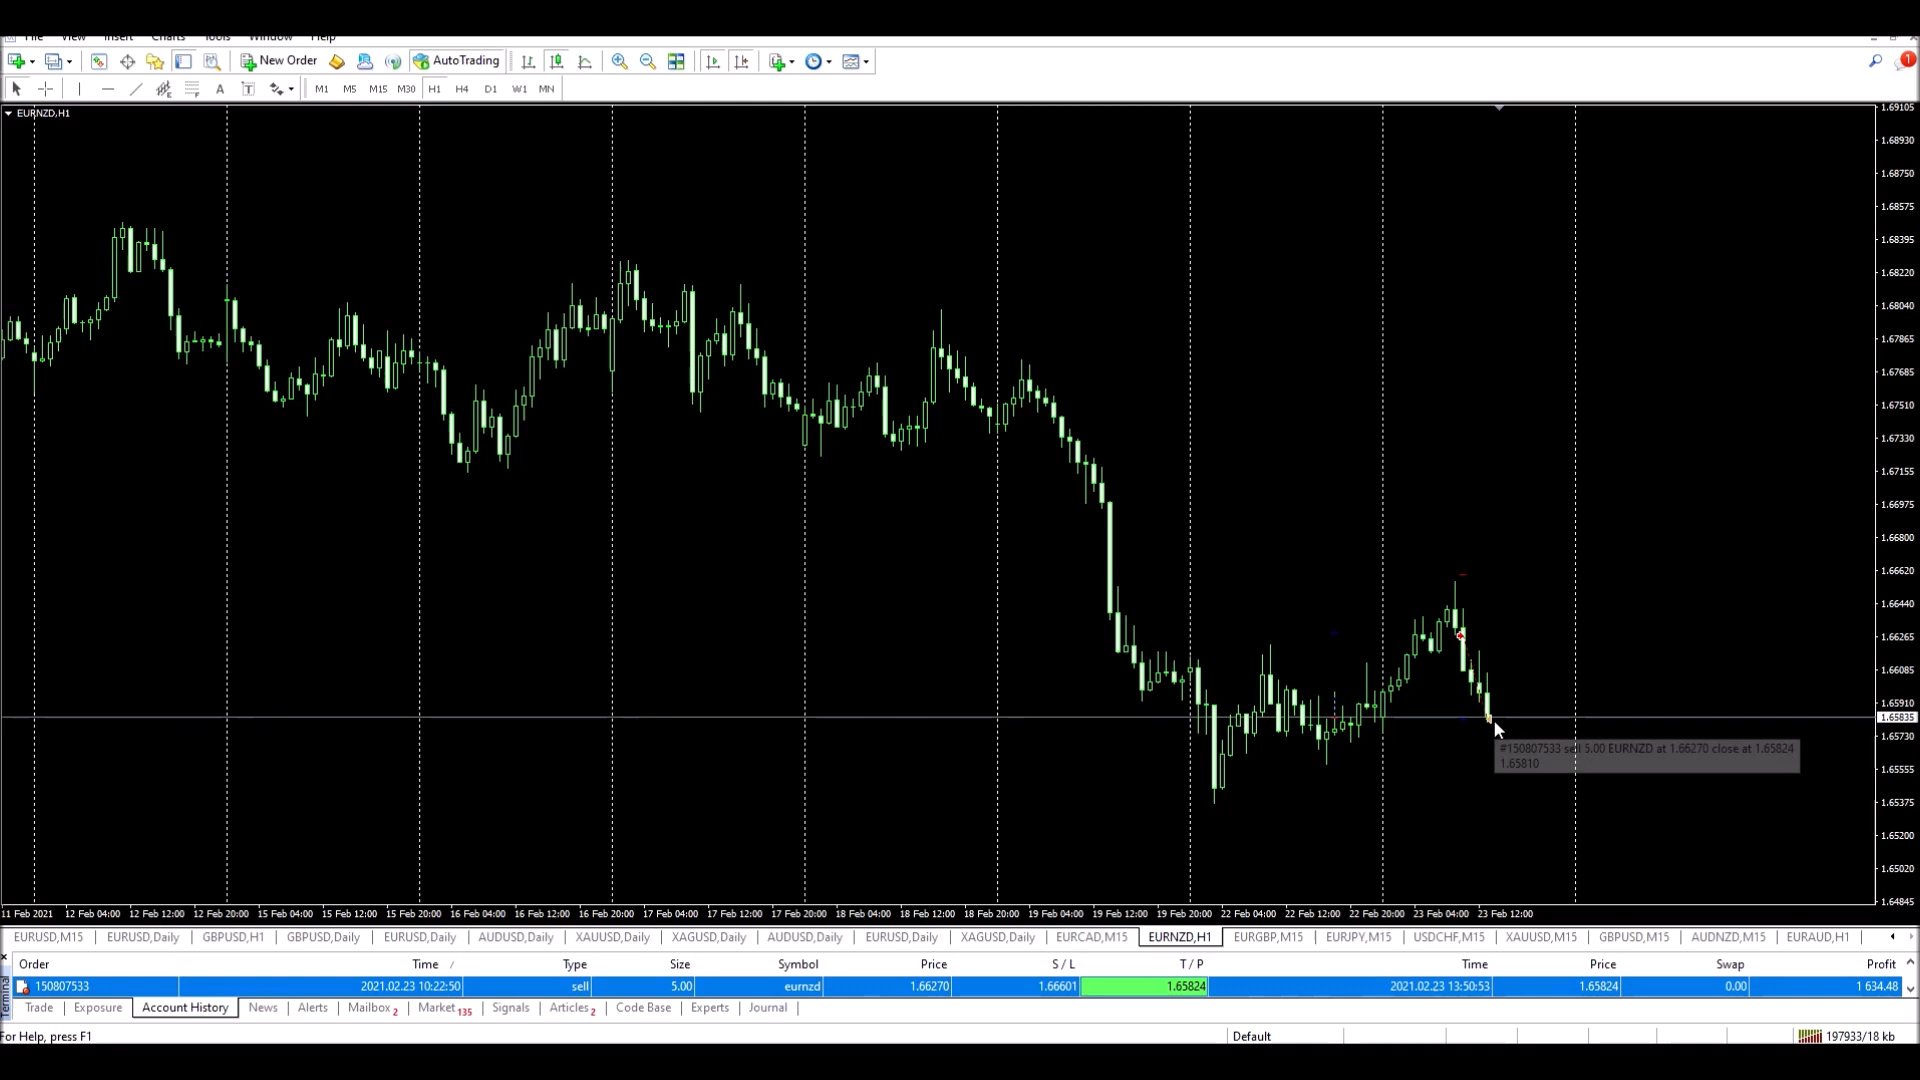 File View Insert Charts Tools Window Help
New Order AutoTrading 1
A T M1 M5 M15 M30 H1 H4 D1 W1 MN
EURNZD,H1
1.69105
1.68930
1.68750
1.68575
1.68395
1.68220
1.68040
1.67865
1.67685
1.67510
1.67330
1.67155
1.66975
1.66800
1.66620
1.66440
1.66265
1.66085
1.65910
1.65835
1.65730
1.65555
1.65375
1.65200
1.65020
1.64845
#150807533 sell 5.00 EURNZD at 1.66270 close at 1.65824
1.65810
11 Feb 2021 12 Feb 04:00 12 Feb 12:00 12 Feb 20:00 15 Feb 04:00 15 Feb 12:00 15 Feb 20:00 16 Feb 04:00 16 Feb 12:00 16 Feb 20:00 17 Feb 04:00 17 Feb 12:00 17 Feb 20:00 18 Feb 04:00 18 Feb 12:00 18 Feb 20:00 19 Feb 04:00 19 Feb 12:00 19 Feb 20:00 22 Feb 04:00 22 Feb 12:00 22 Feb 20:00 23 Feb 04:00 23 Feb 12:00
EURUSD,M15 EURUSD,Daily GBPUSD,H1 GBPUSD,Daily EURUSD,Daily AUDUSD,Daily XAUUSD,Daily XAGUSD,Daily AUDUSD,Daily EURUSD,Daily XAGUSD,Daily EURCAD,M15 EURNZD,H1 EURGBP,M15 EURJPY,M15 USDCHF,M15 XAUUSD,M15 GBPUSD,M15 AUDNZD,M15 EURAUD,H1
Order Time / Type Size Symbol Price S / L T / P Time Price Swap Profit
150807533 2021.02.23 10:22:50 sell 5.00 eurnzd 1.66270 1.66601 1.65824 2021.02.23 13:50:53 1.65824 0.00 1 634.48
Terminal
Trade Exposure Account History News Alerts Mailbox 2 Market 135 Signals Articles 2 Code Base Experts Journal
For Help, press F1 Default 197933/18 kb